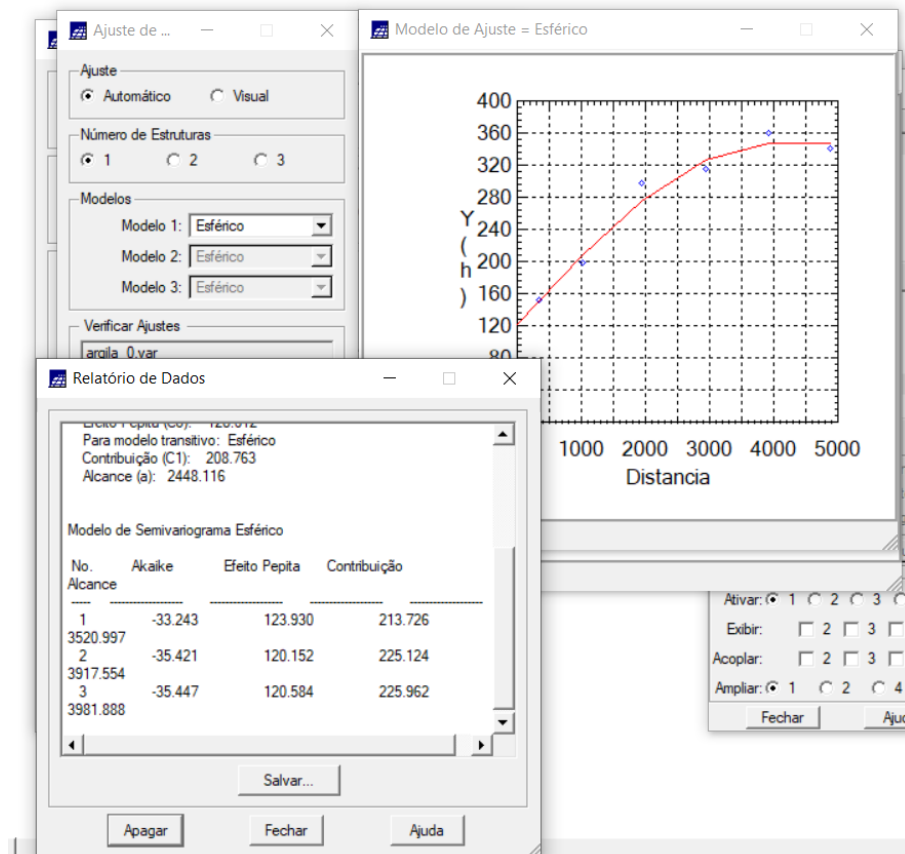 Ajuste de ...
Ajuste
Automático Visual
Número de Estruturas
1 2 3
Modelos
Modelo 1: Esférico
Modelo 2: Esférico
Modelo 3: Esférico
Verificar Ajustes
argila_0.var
Modelo de Ajuste = Esférico
400
360
320
280
240
200
160
120
80
Υ(h)
1000 2000 3000 4000 5000
Distancia
Relatório de Dados
Para modelo transitivo: Esférico
Contribuição (C1): 208.763
Alcance (a): 2448.116
Modelo de Semivariograma Esférico
No. Akaike Efeito Pepita Contribuição
Alcance
----- ------------------- ------------------- ------------------- -------------------
1 -33.243 123.930 213.726
3520.997
2 -35.421 120.152 225.124
3917.554
3 -35.447 120.584 225.962
3981.888
Salvar...
Apagar Fechar Ajuda
Ativar: 1 2 3
Exibir: 2 3
Acoplar: 2 3
Ampliar: 1 2 4
Fechar